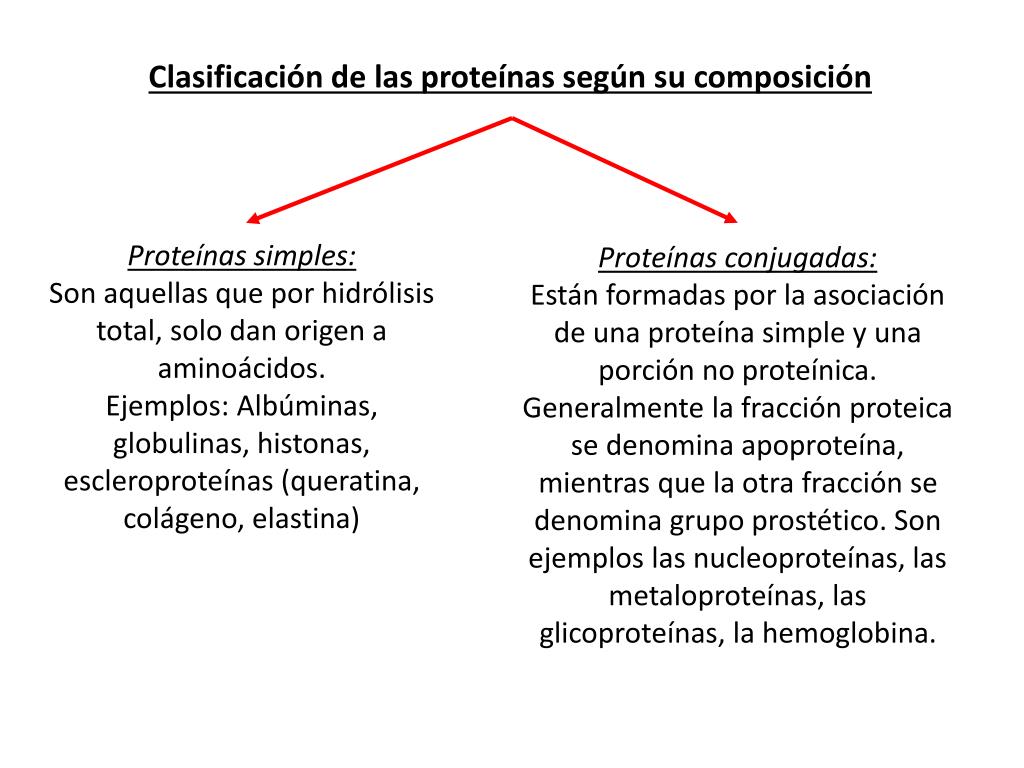 Clasificación de las proteínas según su composición
Proteínas simples:
Son aquellas que por hidrólisis
total, solo dan origen a
aminoácidos.
Ejemplos: Albúminas,
globulinas, histonas,
escleroproteínas (queratina,
colágeno, elastina)
Proteínas conjugadas:
Están formadas por la asociación
de una proteína simple y una
porción no proteínica.
Generalmente la fracción proteica
se denomina apoproteína,
mientras que la otra fracción se
denomina grupo prostético. Son
ejemplos las nucleoproteínas, las
metaloproteínas, las
glicoproteínas, la hemoglobina.